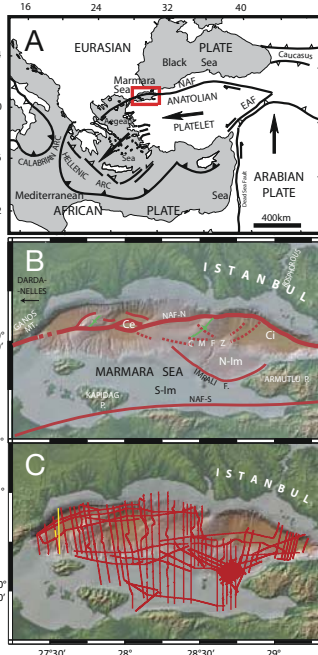 16 24 32 40
A
EURASIAN PLATE
Black Sea
Caucasus
Marmara
Sea
NAF
ANATOLIAN
EAF
Aegean
PLATELET
Sea
CALABRIAN ARC
HELLENIC
ARC
ARABIAN
PLATE
Mediterranean Sea
AFRICAN PLATE
Dead Sea Fault
400km
B
ISTANBUL
BOSPHEROUS
DARDA-
NELLES
GANOS
MT.
NAF-N
Ce
C M F Z
Ci
N-Im
MARMARA SEA
IMRALI F.
ARMUTLU P.
KAPIDAG
P.
S-Im
NAF-S
C
ISTANBUL
27°30' 28° 28°30' 29°